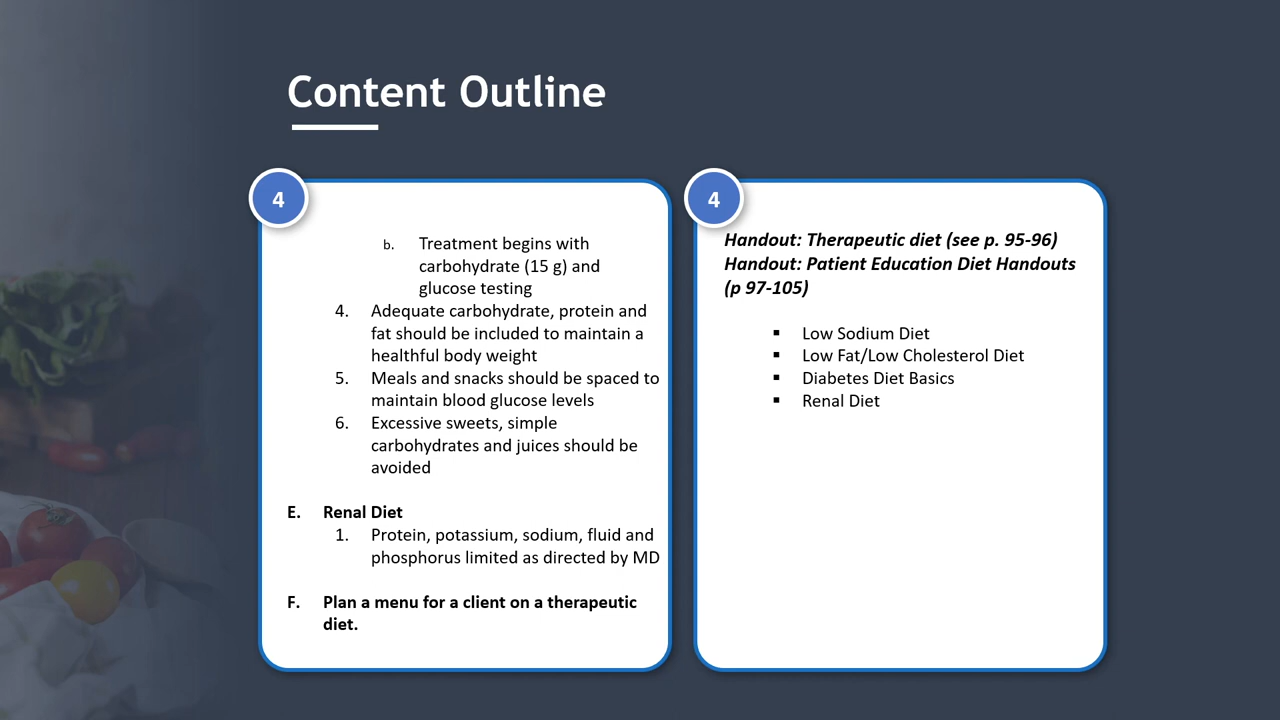 Content Outline
4
b. Treatment begins with
carbohydrate (15 g) and
glucose testing
4. Adequate carbohydrate, protein and
fat should be included to maintain a
healthful body weight
5. Meals and snacks should be spaced to
maintain blood glucose levels
6. Excessive sweets, simple
carbohydrates and juices should be
avoided
E. Renal Diet
1. Protein, potassium, sodium, fluid and
phosphorus limited as directed by MD
F. Plan a menu for a client on a therapeutic
diet.
4
Handout: Therapeutic diet (see p. 95-96)
Handout: Patient Education Diet Handouts
(p 97-105)
▪ Low Sodium Diet
▪ Low Fat/Low Cholesterol Diet
▪ Diabetes Diet Basics
▪ Renal Diet